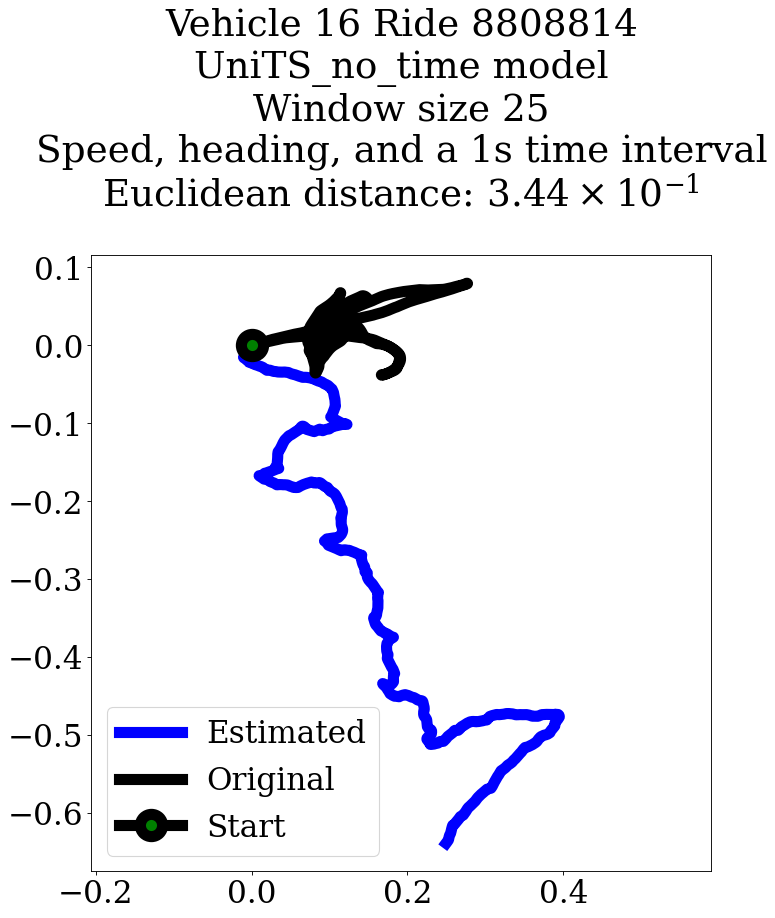 Vehicle 16 Ride 8808814
UniTS_no_time model
Window size 25
Speed, heading, and a 1s time interval
Euclidean distance: 3.44 × 10⁻¹
0.1
0.0
−0.1
−0.2
−0.3
−0.4
−0.5
−0.6
Estimated
Original
Start
−0.2 0.0 0.2 0.4